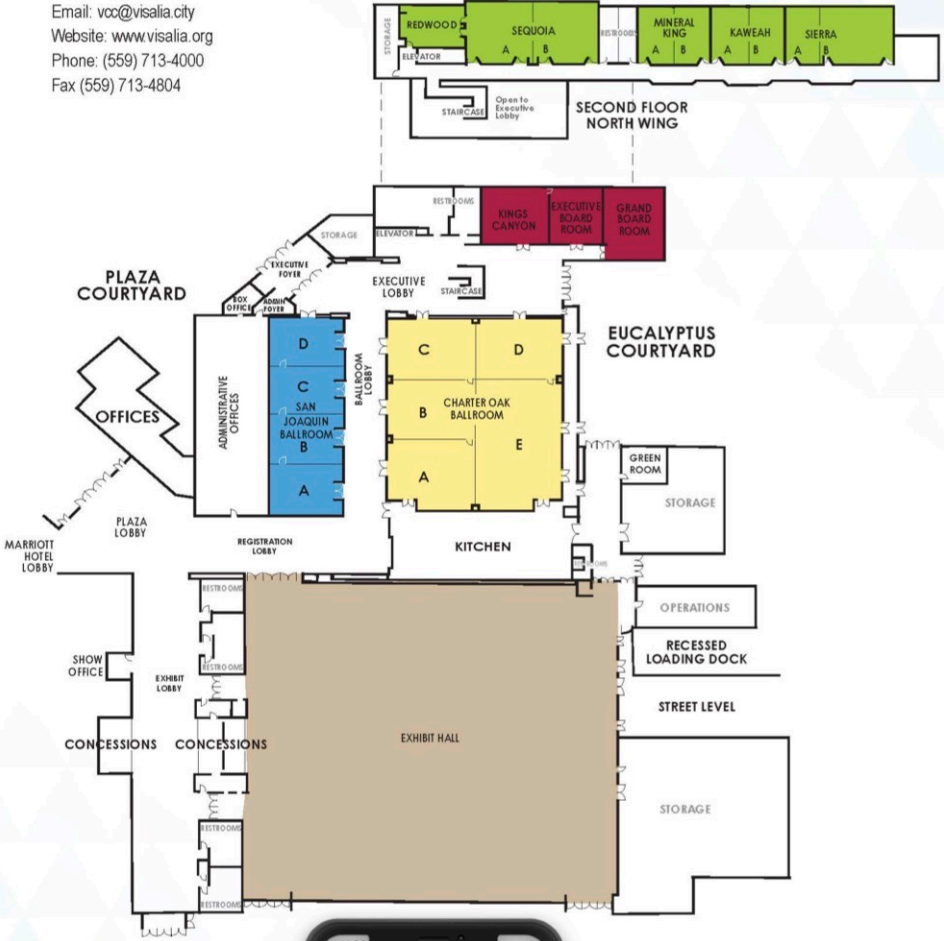 Email: vcc@visalia.city
Website: www.visalia.org
Phone: (559) 713-4000
Fax (559) 713-4804
STORAGE
REDWOOD
ELEVATOR
SEQUOIA
A B
RESTROOMS
MINERAL
KING
A B
KAWEAH
SIERRA
A B
STAIRCASE
Open to
Executive
Lobby
SECOND FLOOR
NORTH WING
RESTROOMS
KINGS
CANYON
EXECUTIVE
BOARD
ROOM
GRAND
BOARD
ROOM
STORAGE
ELEVATOR
EXECUTIVE
FOYER
EXECUTIVE
LOBBY
STAIRCASE
PLAZA
COURTYARD
BOX
OFFICE
ADMIN
FOYER
EUCALYPTUS
COURTYARD
OFFICES
ADMINISTRATIVE
OFFICES
D
C
SAN
JOAQUIN
BALLROOM
B
A
BALLROOM
LOBBY
C
D
CHARTER OAK
BALLROOM
B
E
A
GREEN
ROOM
STORAGE
PLAZA
LOBBY
MARRIOTT
HOTEL
LOBBY
REGISTRATION
LOBBY
KITCHEN
RESTROOMS
OPERATIONS
RECESSED
LOADING DOCK
RESTROOMS
SHOW
OFFICE
EXHIBIT
LOBBY
STREET LEVEL
CONCESSIONS
CONCESSIONS
EXHIBIT HALL
STORAGE
RESTROOMS
RESTROOMS